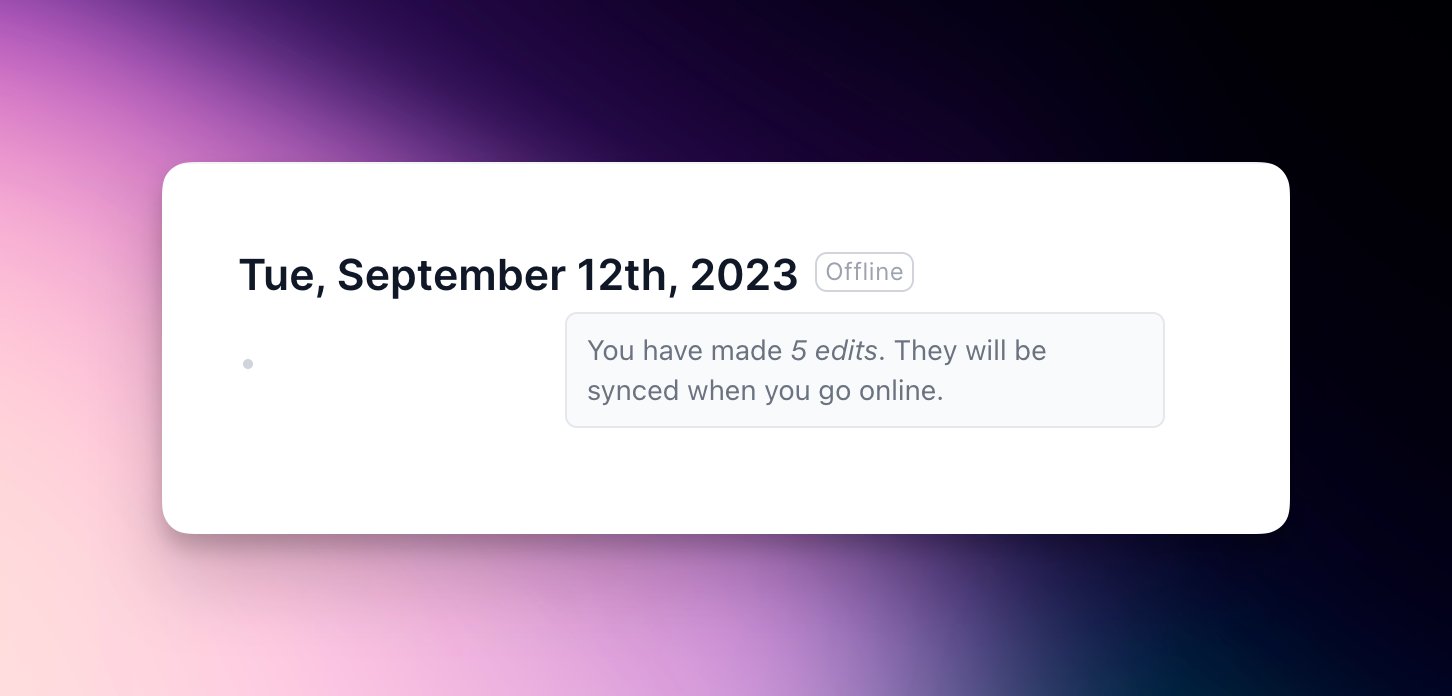 Tue, September 12th, 2023 Offline
You have made 5 edits. They will be
synced when you go online.